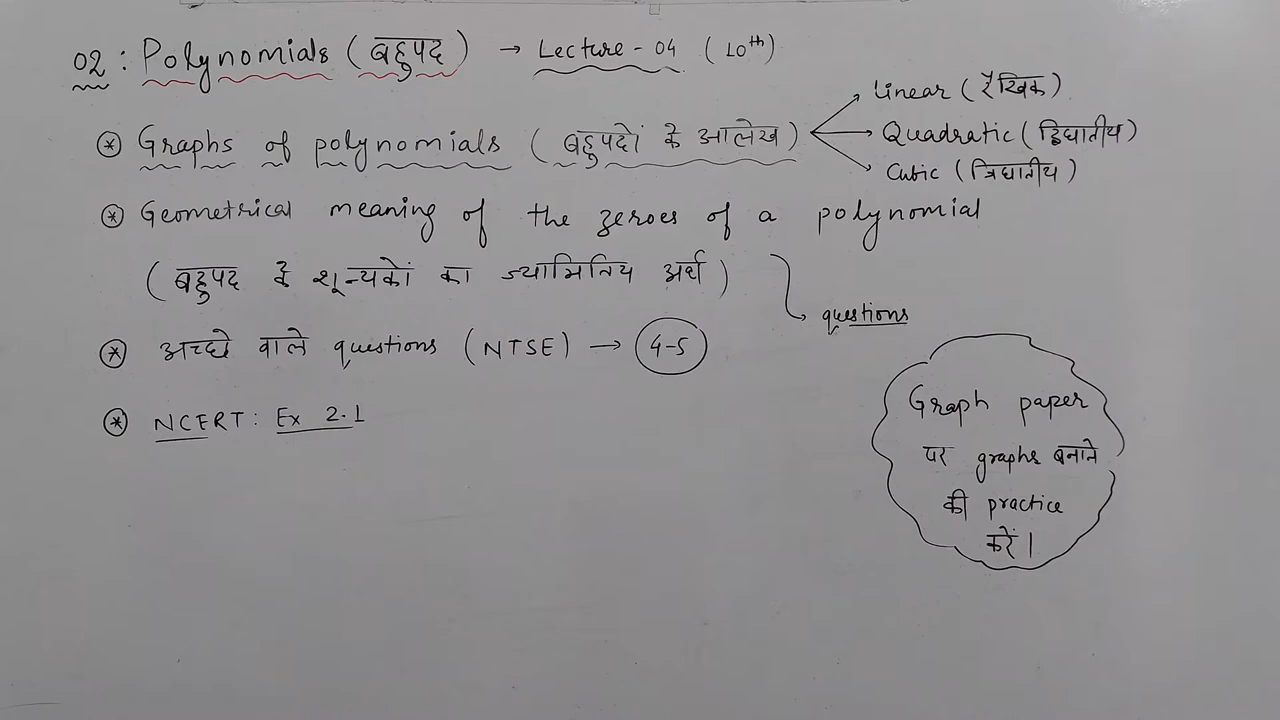 02 : Polynomials (बहुपद) → Lecture - 04 (10th)
⊛ Graphs of polynomials (बहुपदों के आलेख)
Linear (रैखिक)
Quadratic (द्विघातीय)
Cubic (त्रिघातीय)
⊛ Geometrical meaning of the zeroes of a polynomial
(बहुपद के शून्यकों का ज्यामितिय अर्थ)
questions
⊛ अच्छे वाले questions (NTSE) → 4-5
⊛ NCERT : Ex 2.1
Graph paper
पर graphs बनाने
की practice
करें।